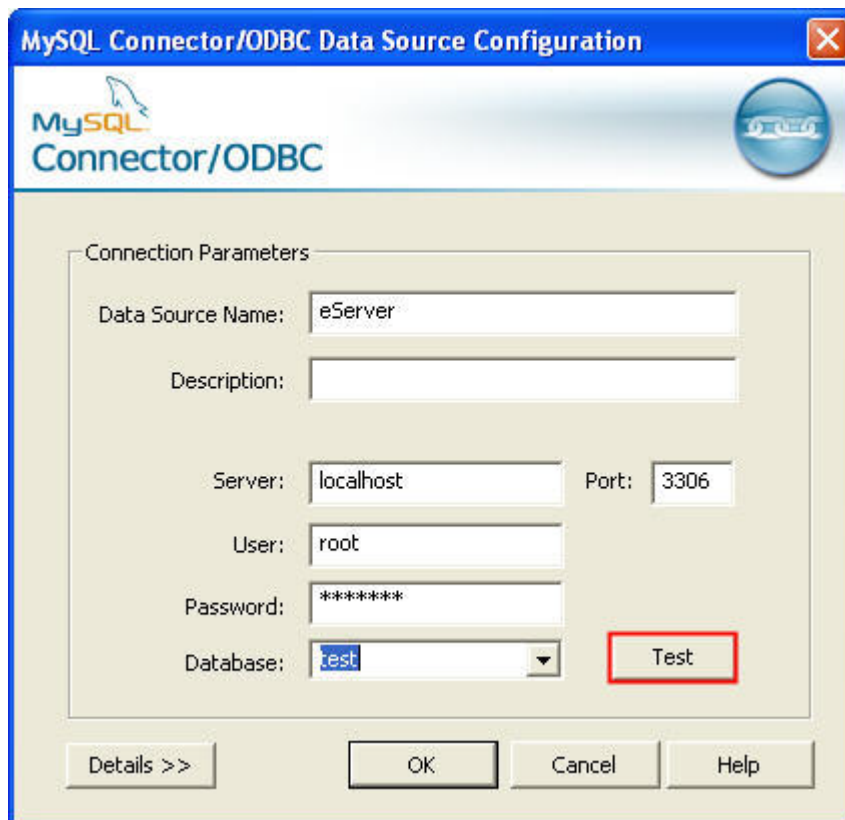 MySQL Connector/ODBC Data Source Configuration
MySQL
Connector/ODBC
Connection Parameters
Data Source Name: eServer
Description:
Server: localhost Port: 3306
User: root
Password: *******
Database: test Test
Details >> OK Cancel Help